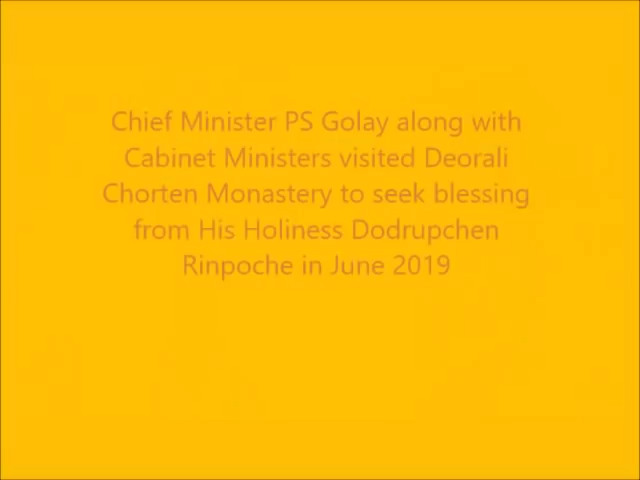 Chief Minister PS Golay along with
Cabinet Ministers visited Deorali
Chorten Monastery to seek blessing
from His Holiness Dodrupchen
Rinpoche in June 2019